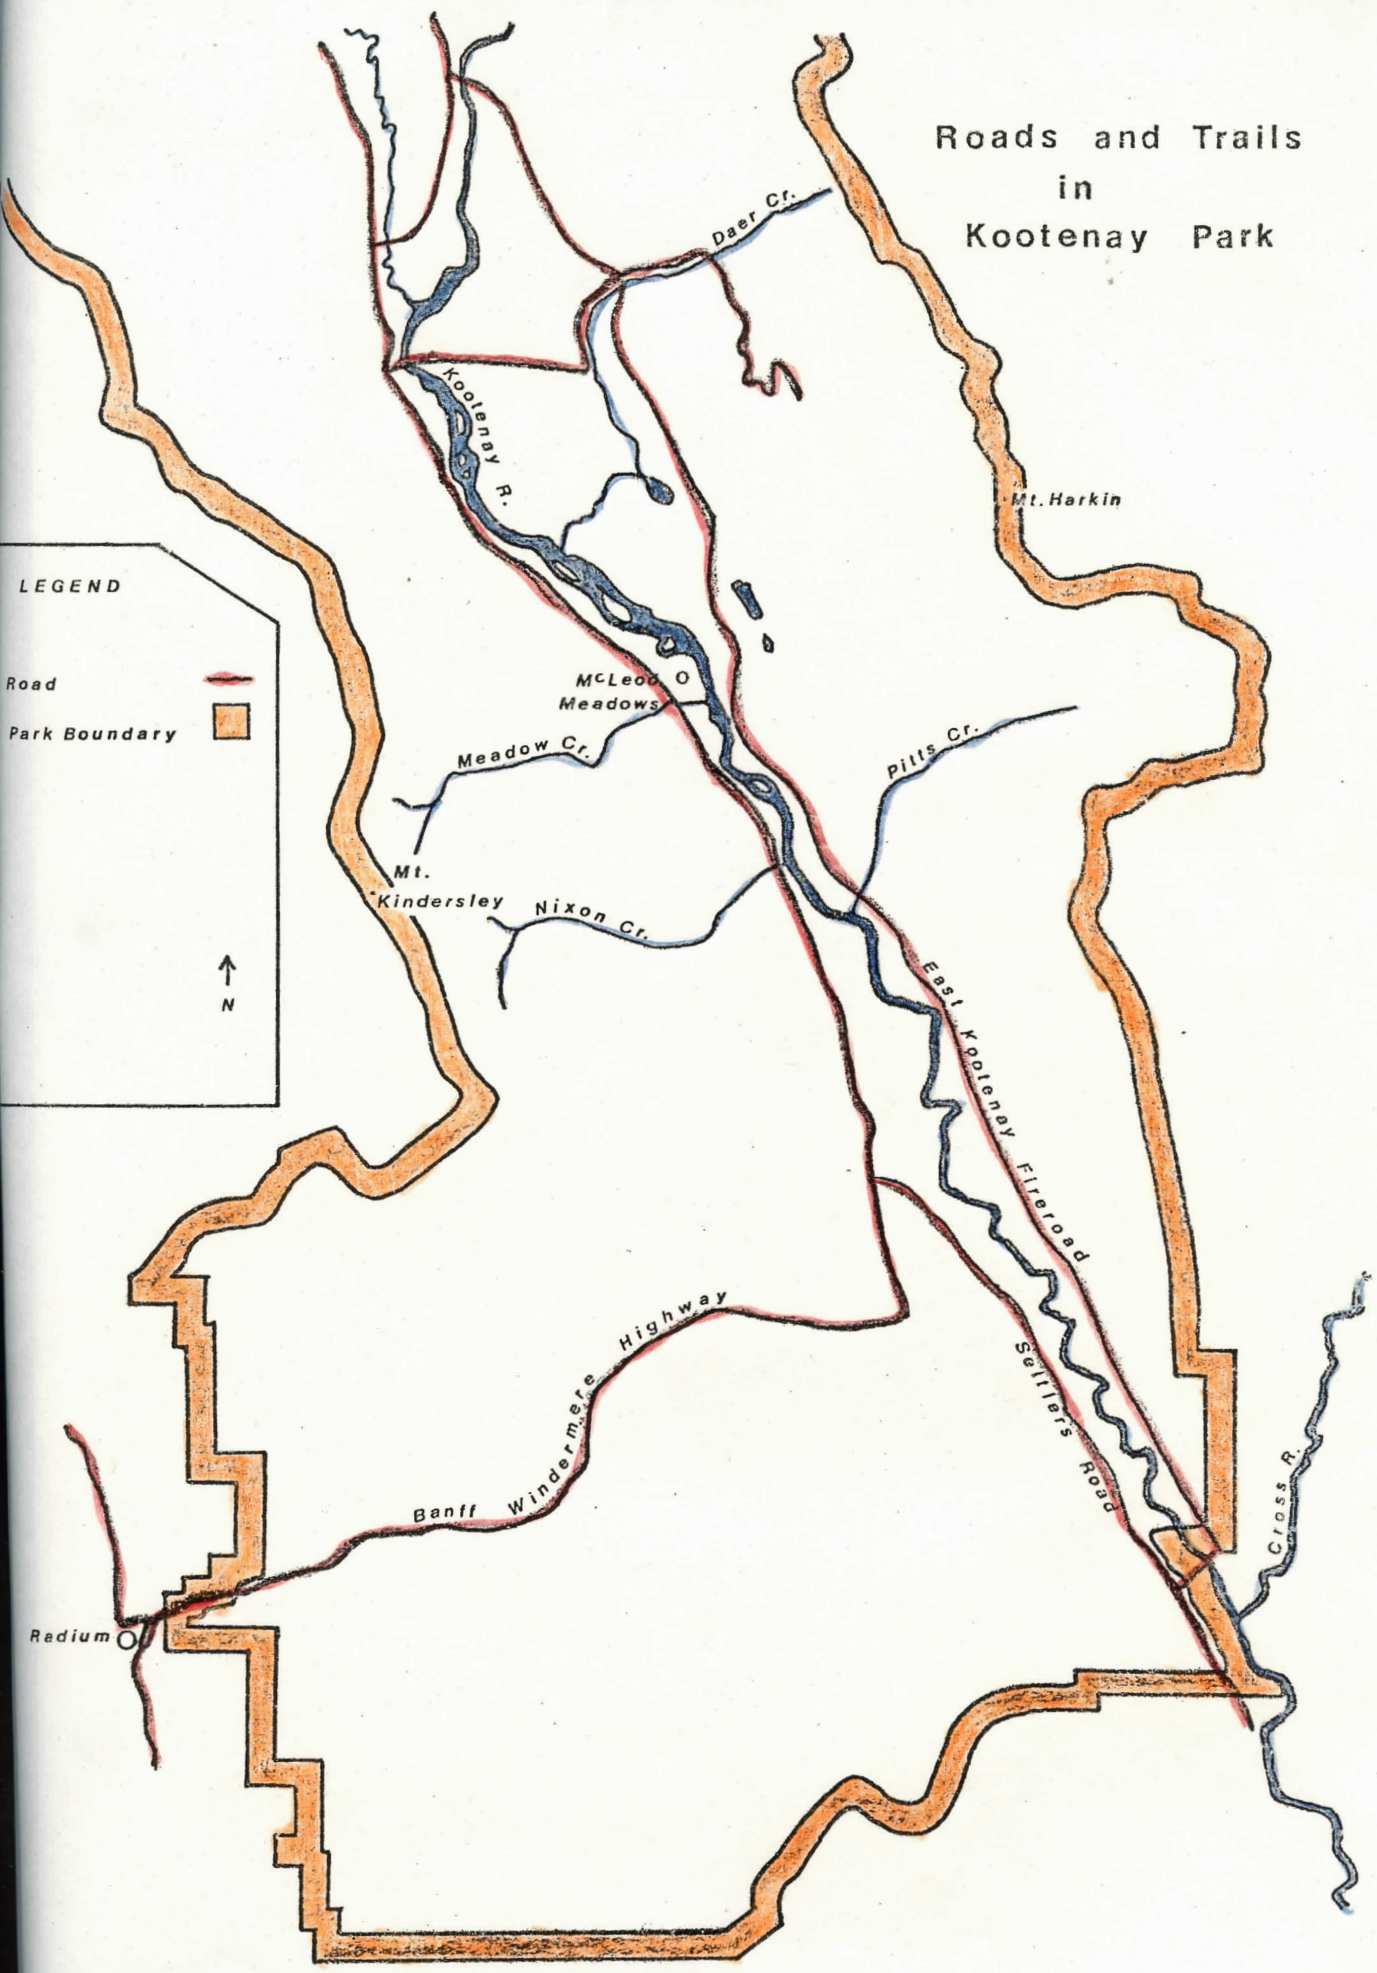 Roads and Trails
in
Kootenay Park
Daer Cr.
Kootenay R.
Mt. Harkin
LEGEND
Road
Park Boundary
N
McLeod
Meadows
Meadow Cr.
Pitts Cr.
Mt.
Kindersley
Nixon Cr.
East Kootenay Fireroad
Banff Windermere Highway
Settlers Road
Cross R.
Radium